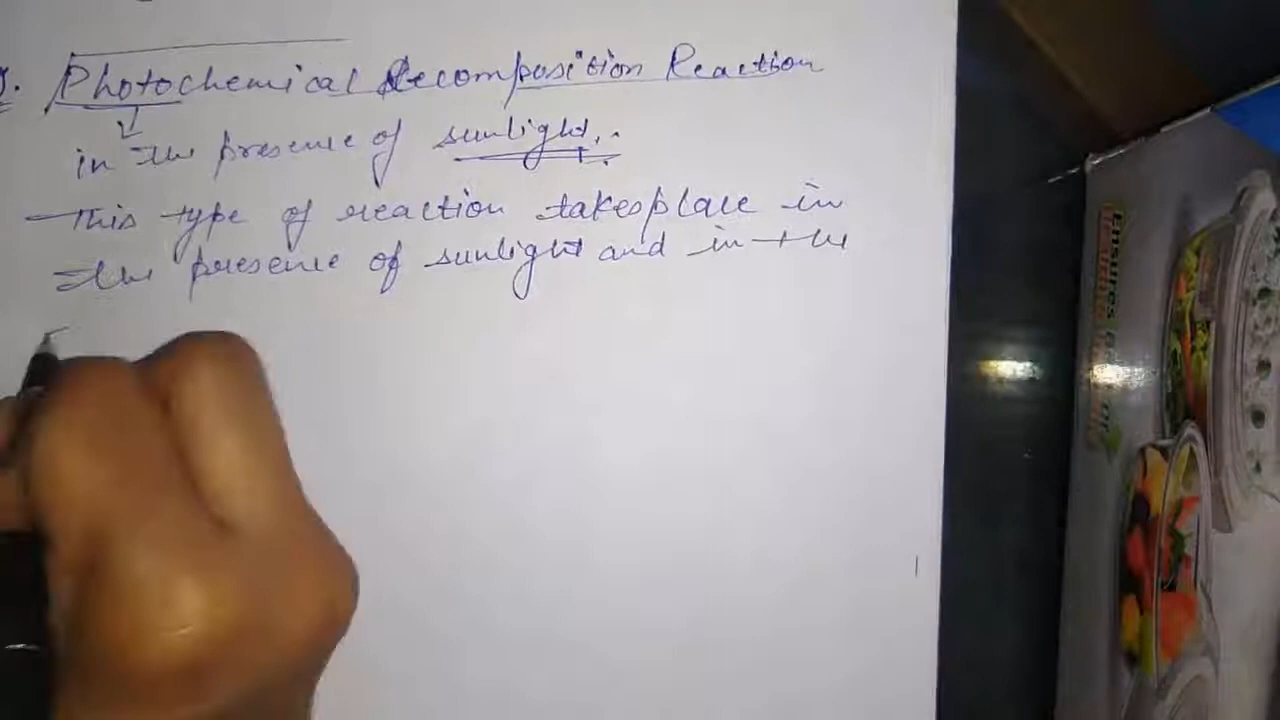 Photochemical Decomposition Reaction
in the presence of sunlight.
This type of reaction takesplace in
the presence of sunlight and in the
Ensures